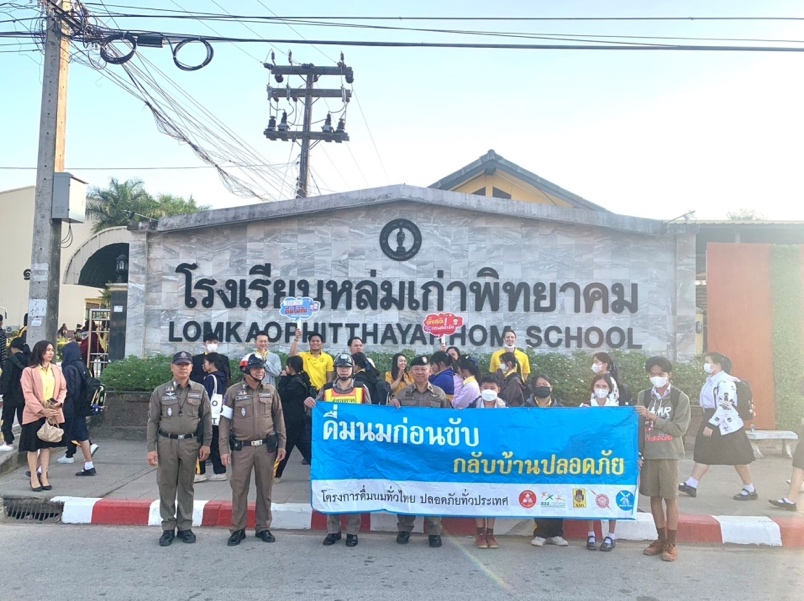 โรงเรียนหล่มเก่าพิทยาคม
LOMKAOPHITTHAYAKHOM SCHOOL
ดื่มนมก่อนขับ
กลับบ้านปลอดภัย
โครงการดื่มนมทั่วไทย ปลอดภัยทั่วประเทศ